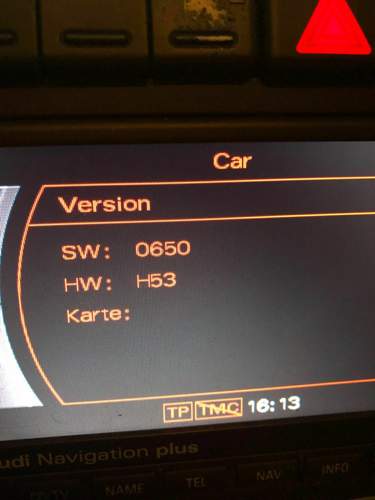 Car
Version
SW: 0650
HW: H53
Karte:
TP TMC 16:13
udi Navigation plus
NAME TEL NAV INFO